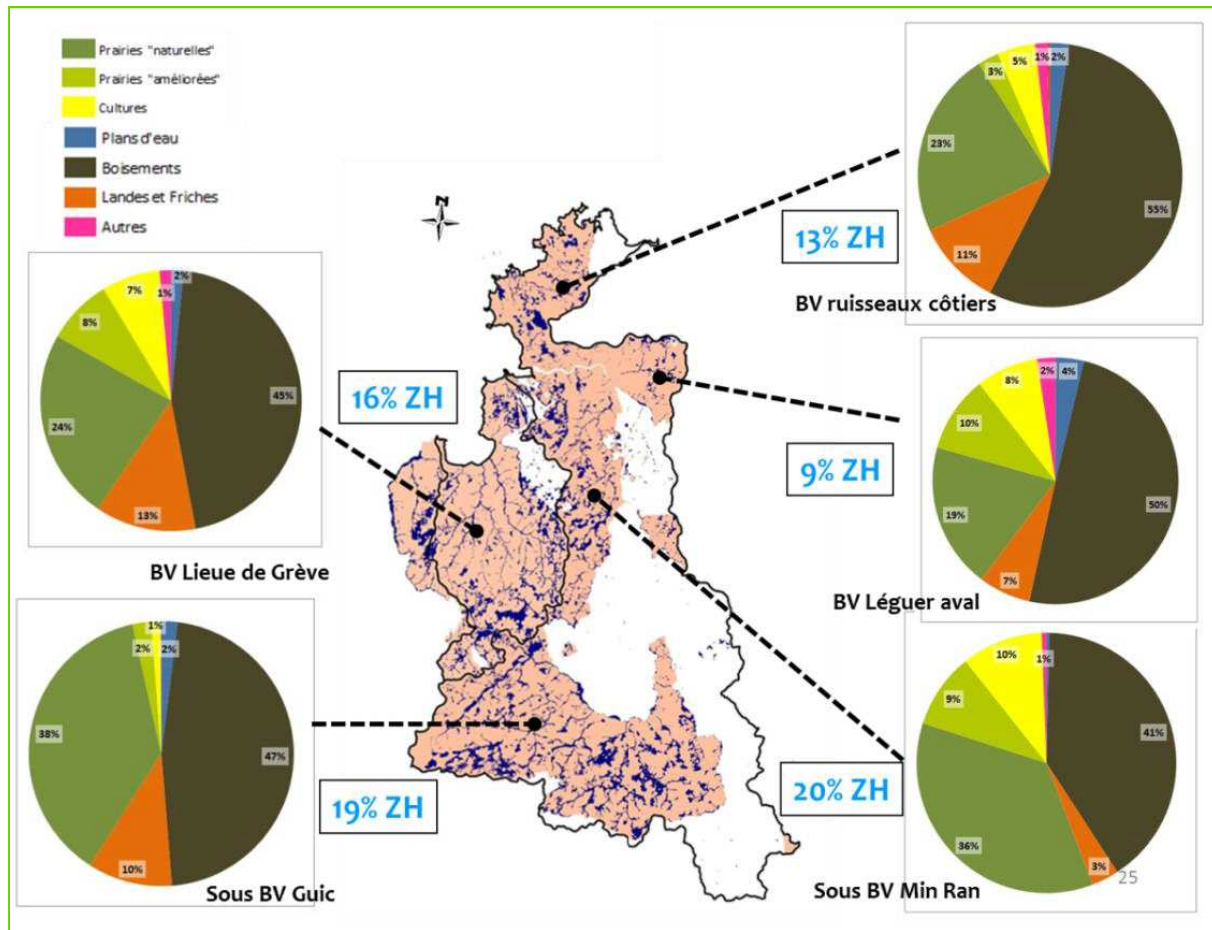 Prairies "naturelles"
Prairies "améliorées"
Cultures
Plans d'eau
Boisements
Landes et Friches
Autres
N
1%
2%
5%
3%
23%
55%
11%
13% ZH
BV ruisseaux côtiers
1%
2%
7%
8%
24%
45%
13%
16% ZH
BV Lieue de Grève
2%
4%
8%
10%
19%
50%
7%
9% ZH
BV Léguer aval
1%
2%
2%
38%
47%
10%
19% ZH
Sous BV Guic
10%
1%
9%
41%
36%
3%
20% ZH
Sous BV Min Ran
25